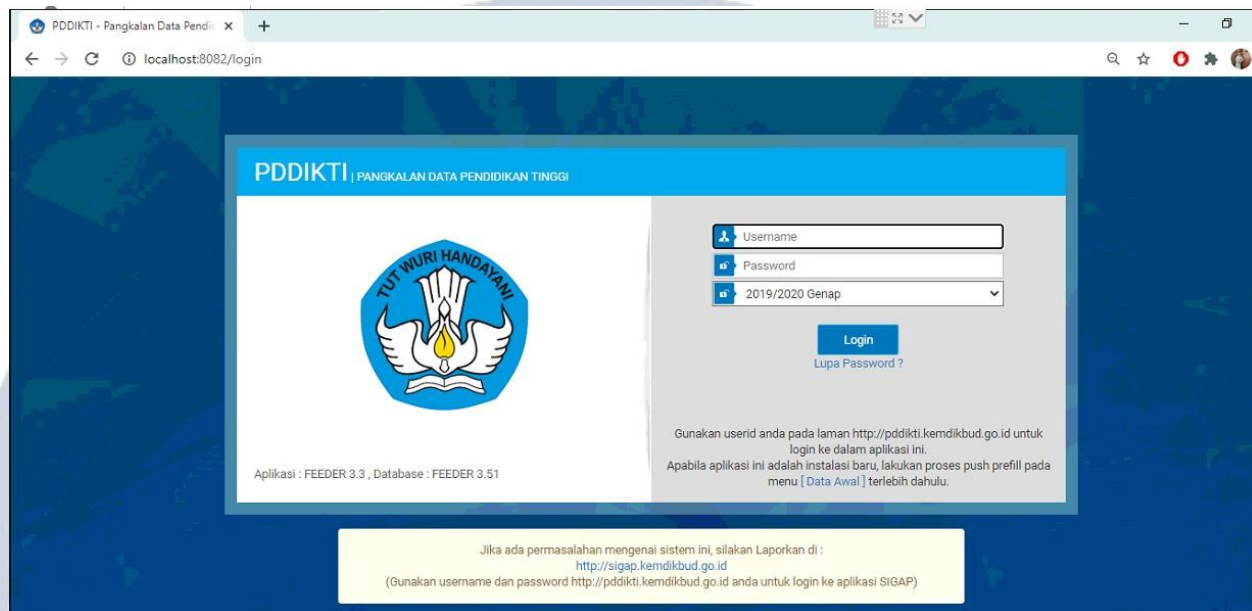 PDDIKTI - Pangkalan Data Pendi
localhost:8082/login
PDDIKTI | PANGKALAN DATA PENDIDIKAN TINGGI
TUT WURI HANDAYANI
Username
Password
2019/2020 Genap
Login
Lupa Password ?
Gunakan userid anda pada laman http://pddikti.kemdikbud.go.id untuk
login ke dalam aplikasi ini.
Apabila aplikasi ini adalah instalasi baru, lakukan proses push prefill pada
menu [ Data Awal ] terlebih dahulu.
Aplikasi : FEEDER 3.3 , Database : FEEDER 3.51
Jika ada permasalahan mengenai sistem ini, silakan Laporkan di :
http://sigap.kemdikbud.go.id
(Gunakan username dan password http://pddikti.kemdikbud.go.id anda untuk login ke aplikasi SIGAP)